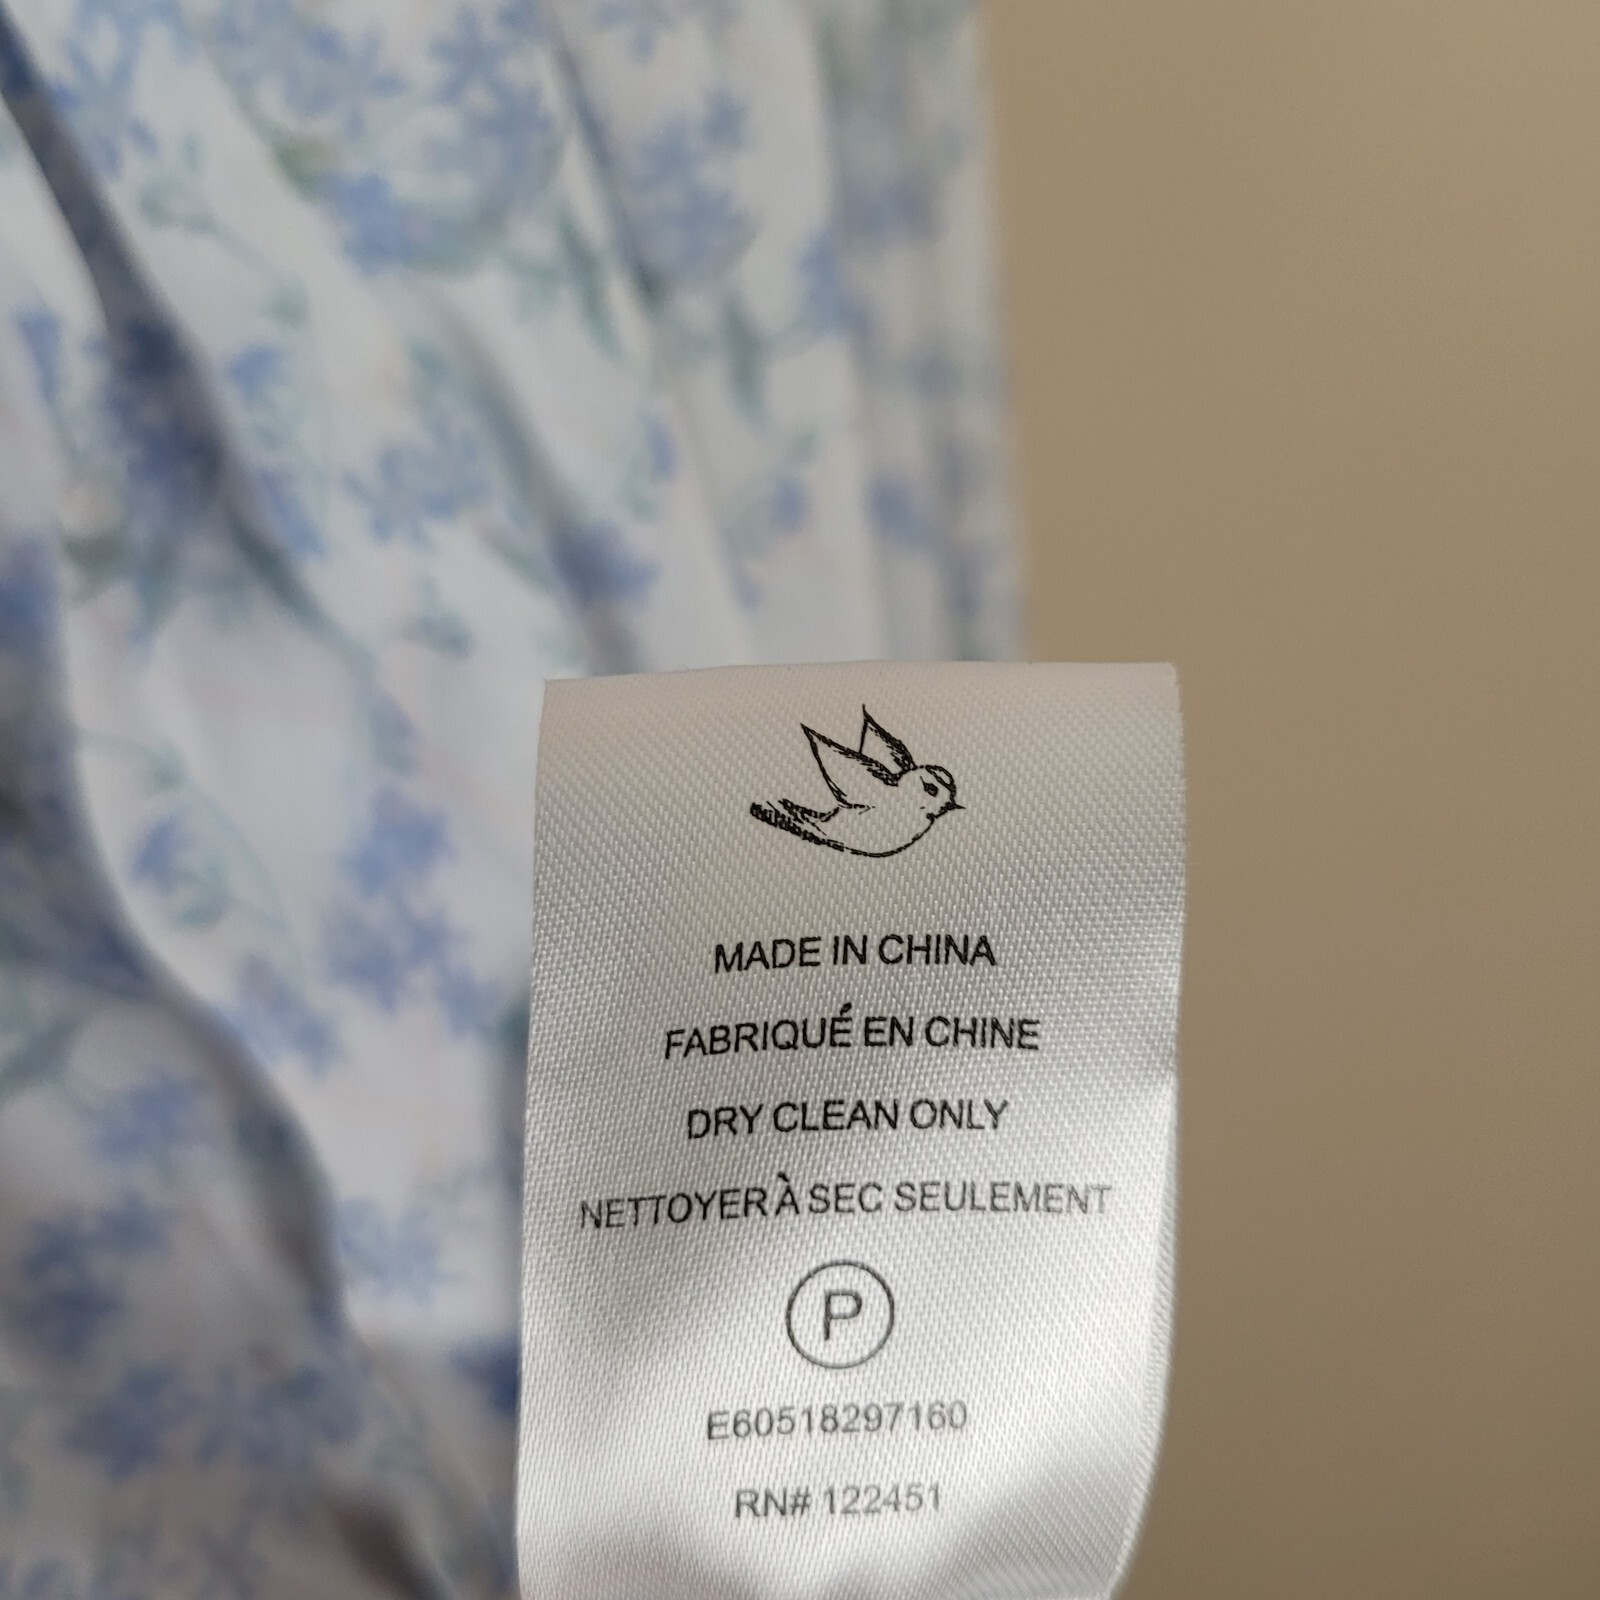 MADE IN CHINA
FABRIQUÉ EN CHINE
DRY CLEAN ONLY
NETTOYER À SEC SEULEMENT
P
E60518297160
RN# 122451